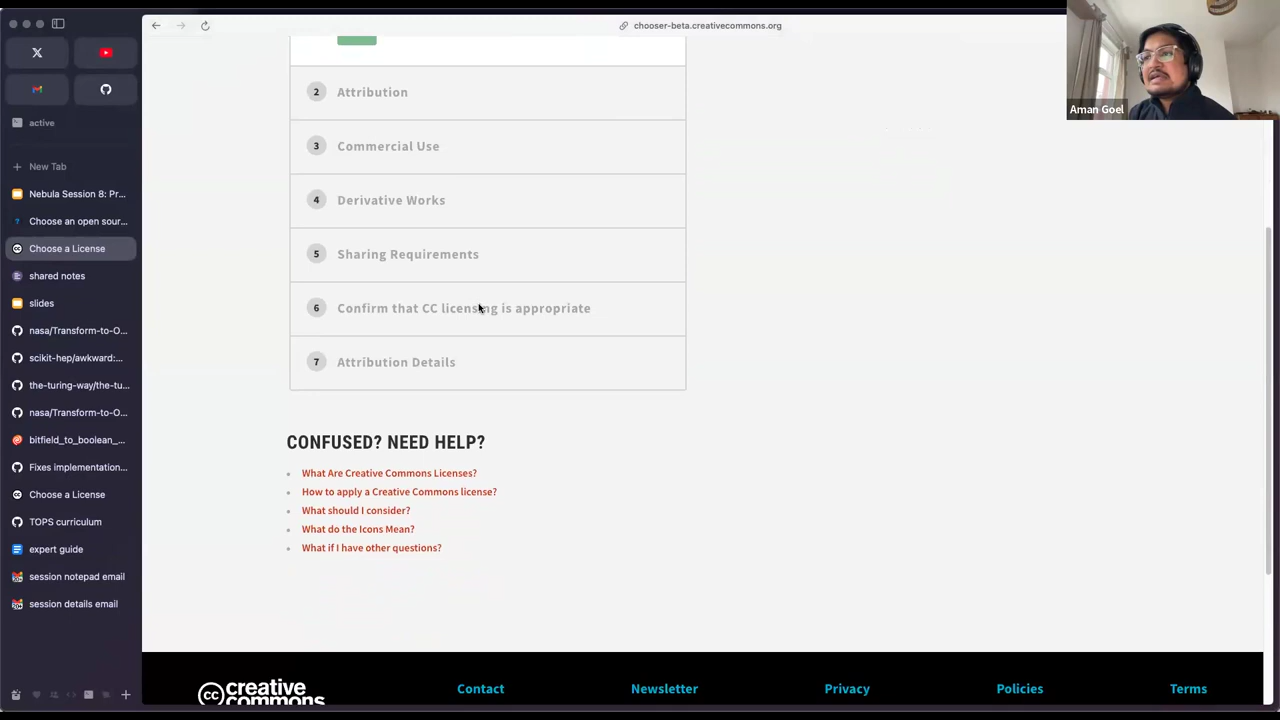 chooser-beta.creativecommons.org
Aman Goel
active
New Tab
Nebula Session 8: Pr...
Choose an open sour...
Choose a License
shared notes
slides
nasa/Transform-to-O...
scikit-hep/awkward:...
the-turing-way/the-tu...
nasa/Transform-to-O...
bitfield_to_boolean_...
Fixes implementation...
Choose a License
TOPS curriculum
expert guide
session notepad email
session details email
2 Attribution
3 Commercial Use
4 Derivative Works
5 Sharing Requirements
6 Confirm that CC licensing is appropriate
7 Attribution Details
CONFUSED? NEED HELP?
What Are Creative Commons Licenses?
How to apply a Creative Commons license?
What should I consider?
What do the Icons Mean?
What if I have other questions?
cc creative
commons
Contact
Newsletter
Privacy
Policies
Terms